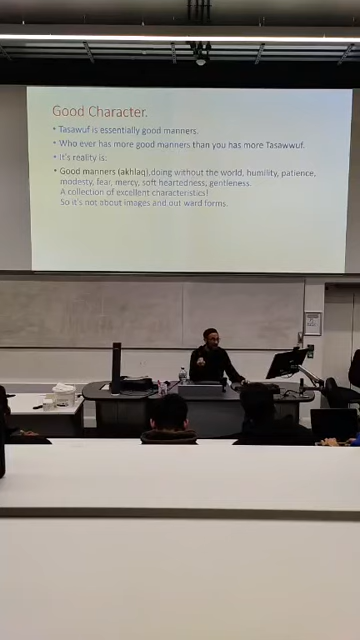 Good Character.
• Tasawuf is essentially good manners.
• Who ever has more good manners than you has more Tasawwuf.
• It's reality is:
• Good manners (akhlaq),doing without the world, humility, patience,
modesty, fear, mercy, soft heartedness, gentleness.
A collection of excellent characteristics!
So it's not about images and out ward forms.